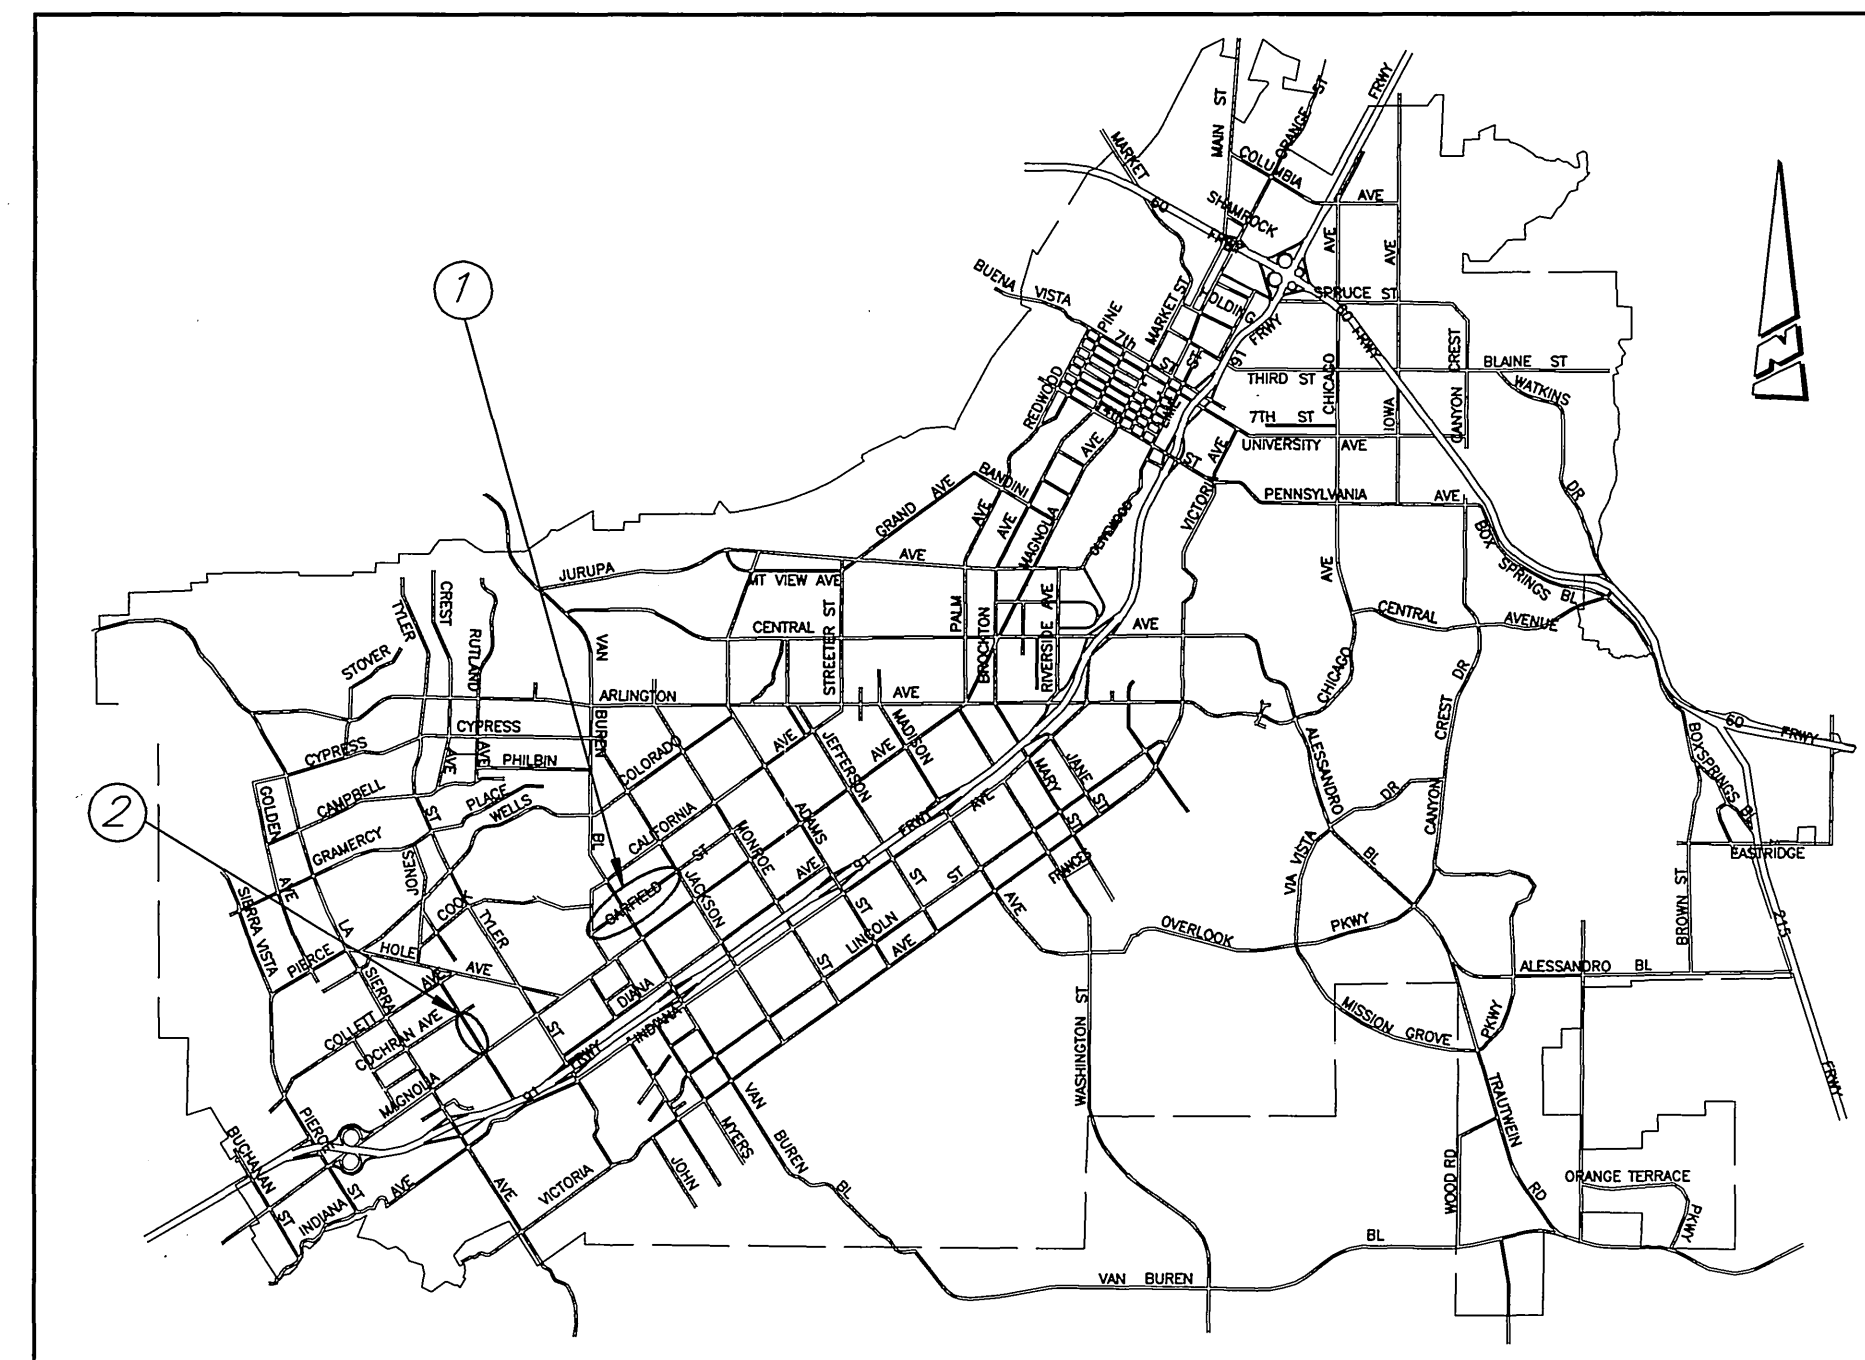 FRWY
MAIN ST
ORANGE ST
MARKET
COLUMBIA
AVE
60
SHAMROCK
FRWY
AVE
AVE
1
BUENA VISTA
MARKET ST
HOLDING
SPRUCE ST
PINE
7th
ST
ST
FRWY
91
60 FRWY
CREST
BLAINE ST
REDWOOD
THIRD ST
CHICAGO
WATKINS
14th
LIME
7TH ST
IOWA
CANYON
UNIVERSITY AVE
AVE
AVE
ST
BANDINI
GRAND AVE
PENNSYLVANIA AVE
DR
VICTORIA
AVE
AVE
MAGNOLIA
OLIVEWOOD
BOX SPRINGS BL
JURUPA
AVE
MT VIEW AVE
AVE
CREST
TYLER
RUTLAND
STREETER ST
PALM
BROCKTON
RIVERSIDE AVE
CENTRAL
AVE
CENTRAL AVENUE
VAN
STOVER
CHICAGO
DR
ARLINGTON
AVE
CREST
BUREN
MADISON
60 FRWY
CYPRESS
CYPRESS
COLORADO
AVE
JEFFERSON
AVE
ALESSANDRO
BOXSPRINGS BL
AVE
AVE
PHILBIN
MARY
JANE
ST
GOLDEN
CAMPBELL
ST
PLACE
WELLS
ADAMS
AVE
DR
CANYON
GRAMERCY
BL
CALIFORNIA
ST
MONROE
FRWY
ST
VIA VISTA
BL
EASTRIDGE
2
JONES
AVE
91
FRANCES
SIERRA VISTA
AVE
GARFIELD
JACKSON
ST
ST
COOK
TYLER
ST
AVE
BROWN ST
LA
LINCOLN
AVE
OVERLOOK
PKWY
215
PIERCE
HOLE
AVE
ST
SIERRA
AVE
ALESSANDRO BL
DIANA
COLLETT
INDIANA
ST
WASHINGTON ST
MISSION GROVE
PKWY
COCHRAN AVE
FRWY
FRWY
MAGNOLIA
91
TRAUTWEIN
PIERCE
VAN
BUCHANAN
MYERS
BUREN
WOOD RD
JOHN
ORANGE TERRACE
ST
AVE
AVE
VICTORIA
BL
RD
PKWY
ST
INDIANA
BL
VAN BUREN